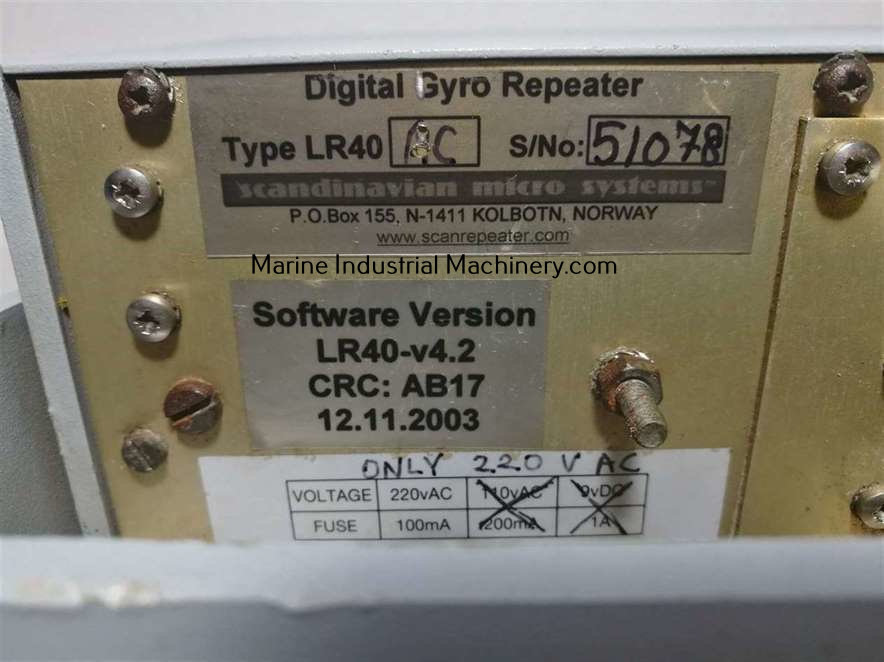 Digital Gyro Repeater
Type LR40 AC S/No: 51078
scandinavian micro systems
P.O.Box 155, N-1411 KOLBOTN, NORWAY
www.scanrepeater.com
Marine Industrial Machinery.com
Software Version
LR40-v4.2
CRC: AB17
12.11.2003
ONLY 220 V AC
VOLTAGE 220vAC 110vAC 9vDC
FUSE 100mA 200mA 1A